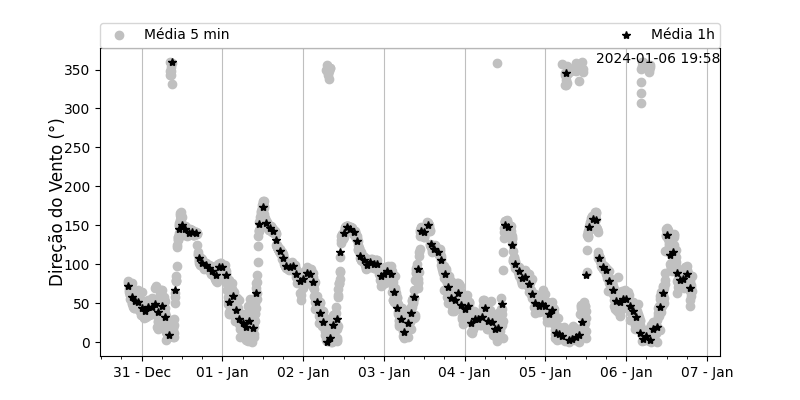 Média 5 min
Média 1h
2024-01-06 19:58
Direção do Vento (°)
350
300
250
200
150
100
50
0
31 - Dec
01 - Jan
02 - Jan
03 - Jan
04 - Jan
05 - Jan
06 - Jan
07 - Jan